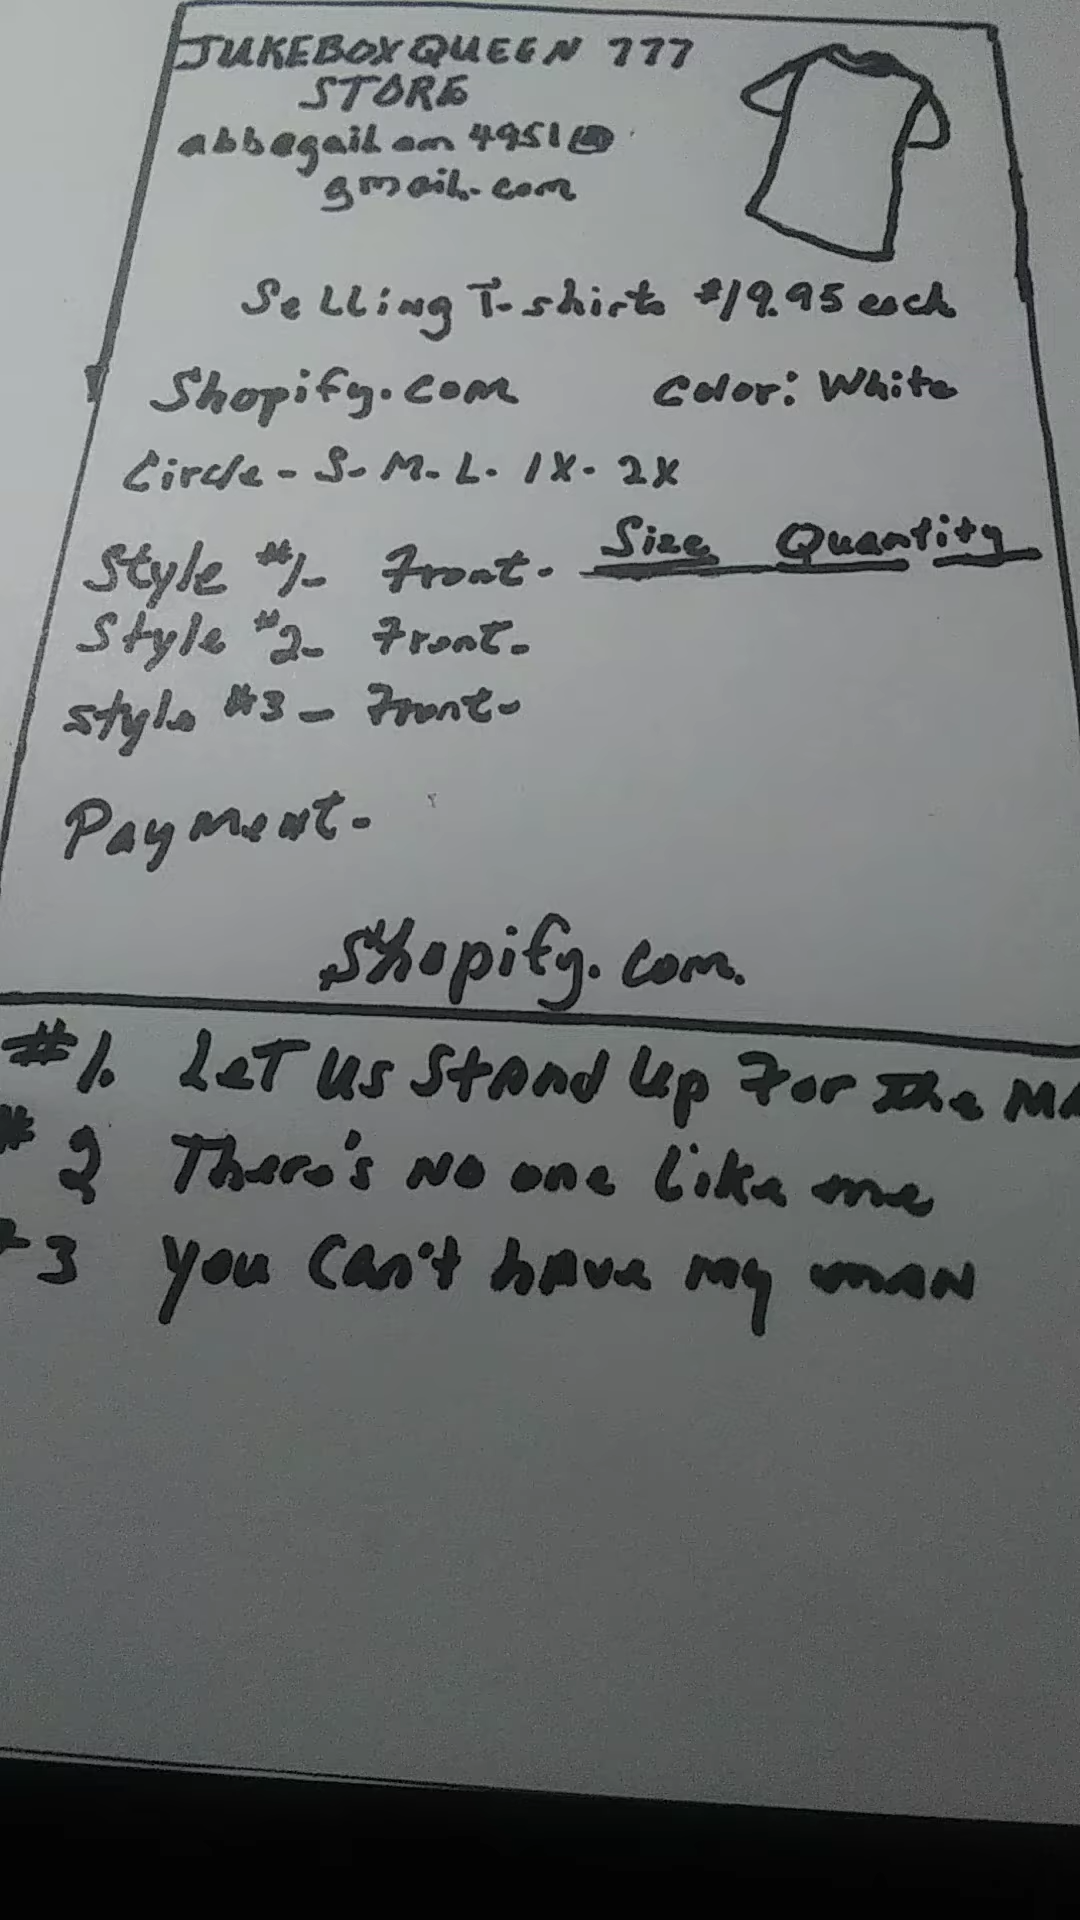 JUKEBOX QUEEN 777
STORE
abbegailam4951@
gmail.com
Selling T-shirts $19.95 each
Shopify.com Color: White
Circle - S- M- L- 1X- 2X
Size Quantity
Style #1- Front-
Style #2- Front-
Style #3- Front-
Payment-
Shopify.com.
#1. Let us Stand Up For the
#2 There's No one like me
#3 You Can't have my man